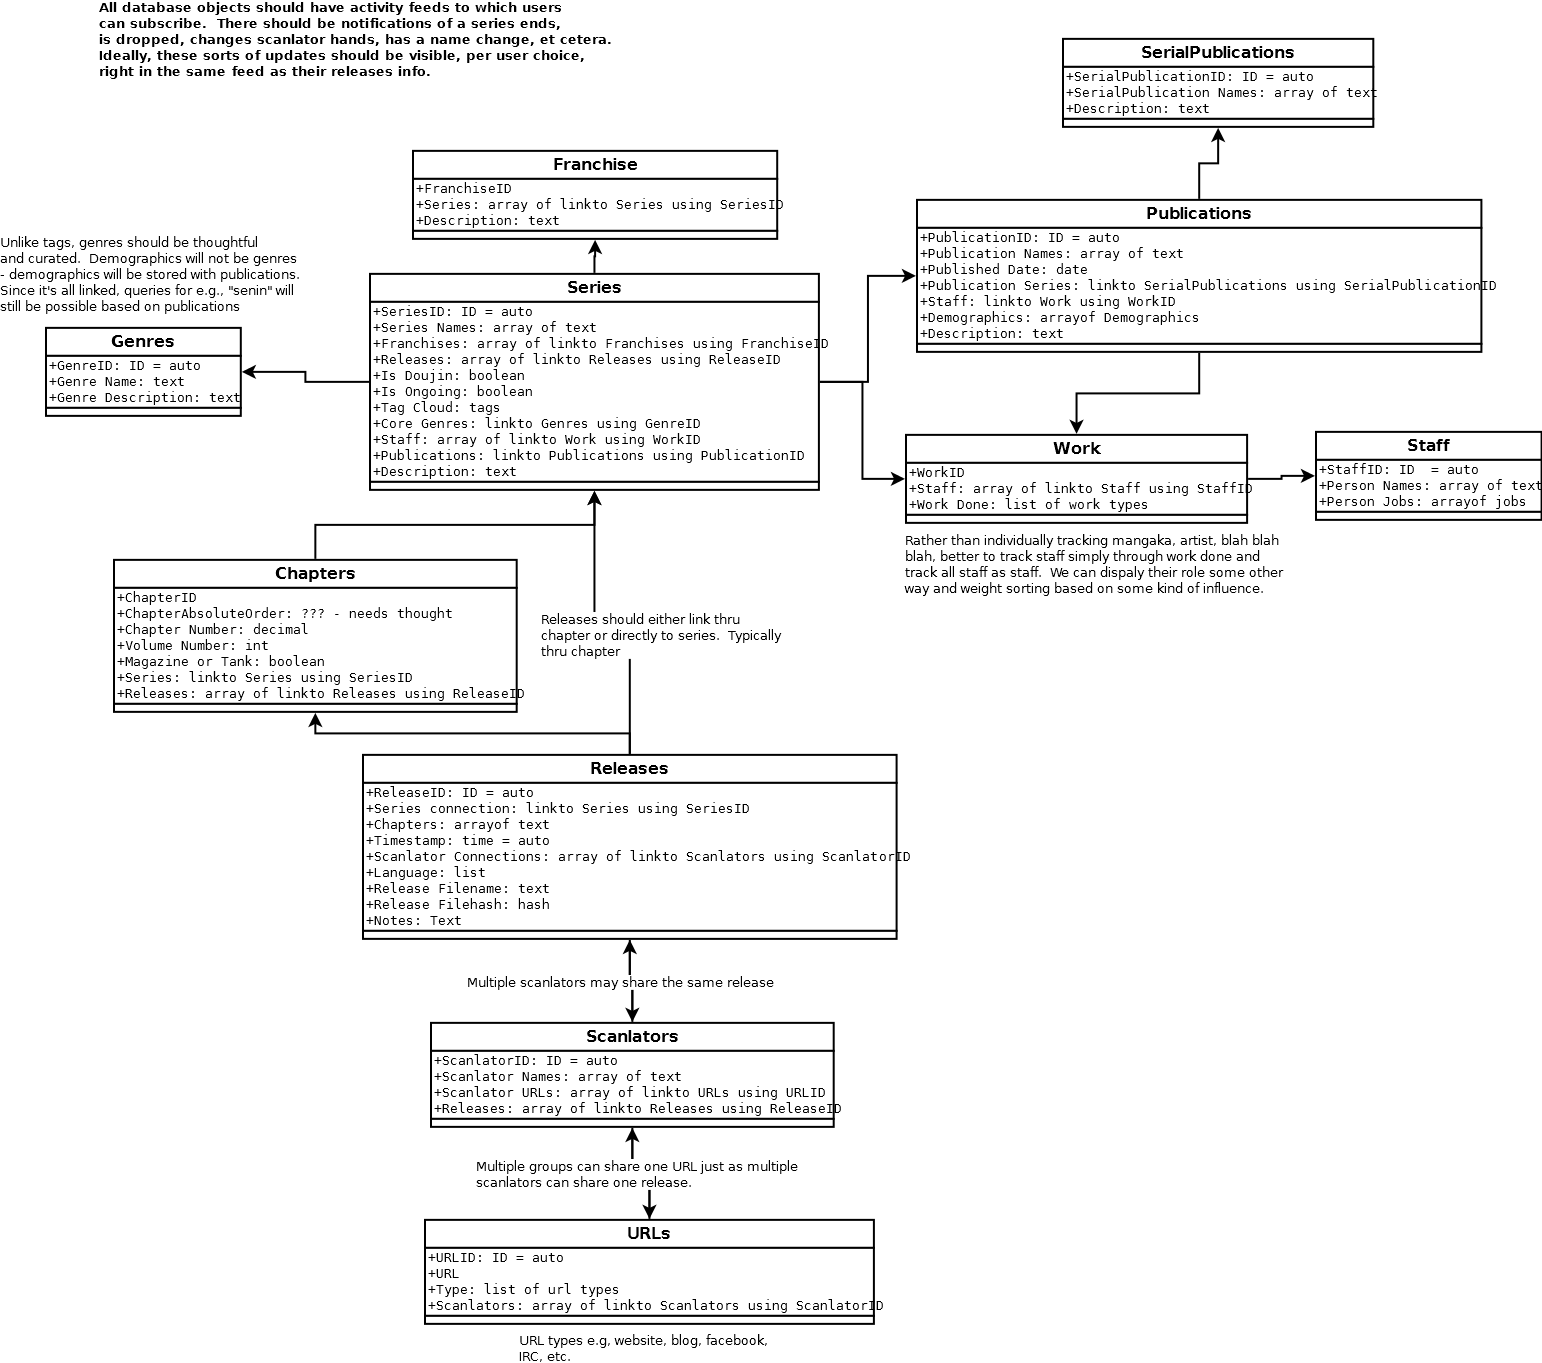 All database objects should have activity feeds to which users
can subscribe.  There should be notifications of a series ends,
is dropped, changes scanlator hands, has a name change, et cetera.
Ideally, these sorts of updates should be visible, per user choice,
right in the same feed as their releases info.
SerialPublications
+SerialPublicationID: ID = auto
+SerialPublication Names: array of text
+Description: text
Franchise
+FranchiseID
+Series: array of linkto Series using SeriesID
+Description: text
Publications
+PublicationID: ID = auto
+Publication Names: array of text
+Published Date: date
+Publication Series: linkto SerialPublications using SerialPublicationID
+Staff: linkto Work using WorkID
+Demographics: arrayof Demographics
+Description: text
Unlike tags, genres should be thoughtful
and curated.  Demographics will not be genres
- demographics will be stored with publications.
Since it's all linked, queries for e.g., "senin" will
still be possible based on publications
Genres
+GenreID: ID = auto
+Genre Name: text
+Genre Description: text
Series
+SeriesID: ID = auto
+Series Names: array of text
+Franchises: array of linkto Franchises using FranchiseID
+Releases: array of linkto Releases using ReleaseID
+Is Doujin: boolean
+Is Ongoing: boolean
+Tag Cloud: tags
+Core Genres: linkto Genres using GenreID
+Staff: array of linkto Work using WorkID
+Publications: linkto Publications using PublicationID
+Description: text
Work
+WorkID
+Staff: array of linkto Staff using StaffID
+Work Done: list of work types
Staff
+StaffID: ID  = auto
+Person Names: array of text
+Person Jobs: arrayof jobs
Rather than individually tracking mangaka, artist, blah blah
blah, better to track staff simply through work done and
track all staff as staff.  We can dispaly their role some other
way and weight sorting based on some kind of influence.
Chapters
+ChapterID
+ChapterAbsoluteOrder: ??? - needs thought
+Chapter Number: decimal
+Volume Number: int
+Magazine or Tank: boolean
+Series: linkto Series using SeriesID
+Releases: array of linkto Releases using ReleaseID
Releases should either link thru
chapter or directly to series.  Typically
thru chapter
Releases
+ReleaseID: ID = auto
+Series connection: linkto Series using SeriesID
+Chapters: arrayof text
+Timestamp: time = auto
+Scanlator Connections: array of linkto Scanlators using ScanlatorID
+Language: list
+Release Filename: text
+Release Filehash: hash
+Notes: Text
Multiple scanlators may share the same release
Scanlators
+ScanlatorID: ID = auto
+Scanlator Names: array of text
+Scanlator URLs: array of linkto URLs using URLID
+Releases: array of linkto Releases using ReleaseID
Multiple groups can share one URL just as multiple
scanlators can share one release.
URLs
+URLID: ID = auto
+URL
+Type: list of url types
+Scanlators: array of linkto Scanlators using ScanlatorID
URL types e.g, website, blog, facebook,
IRC, etc.